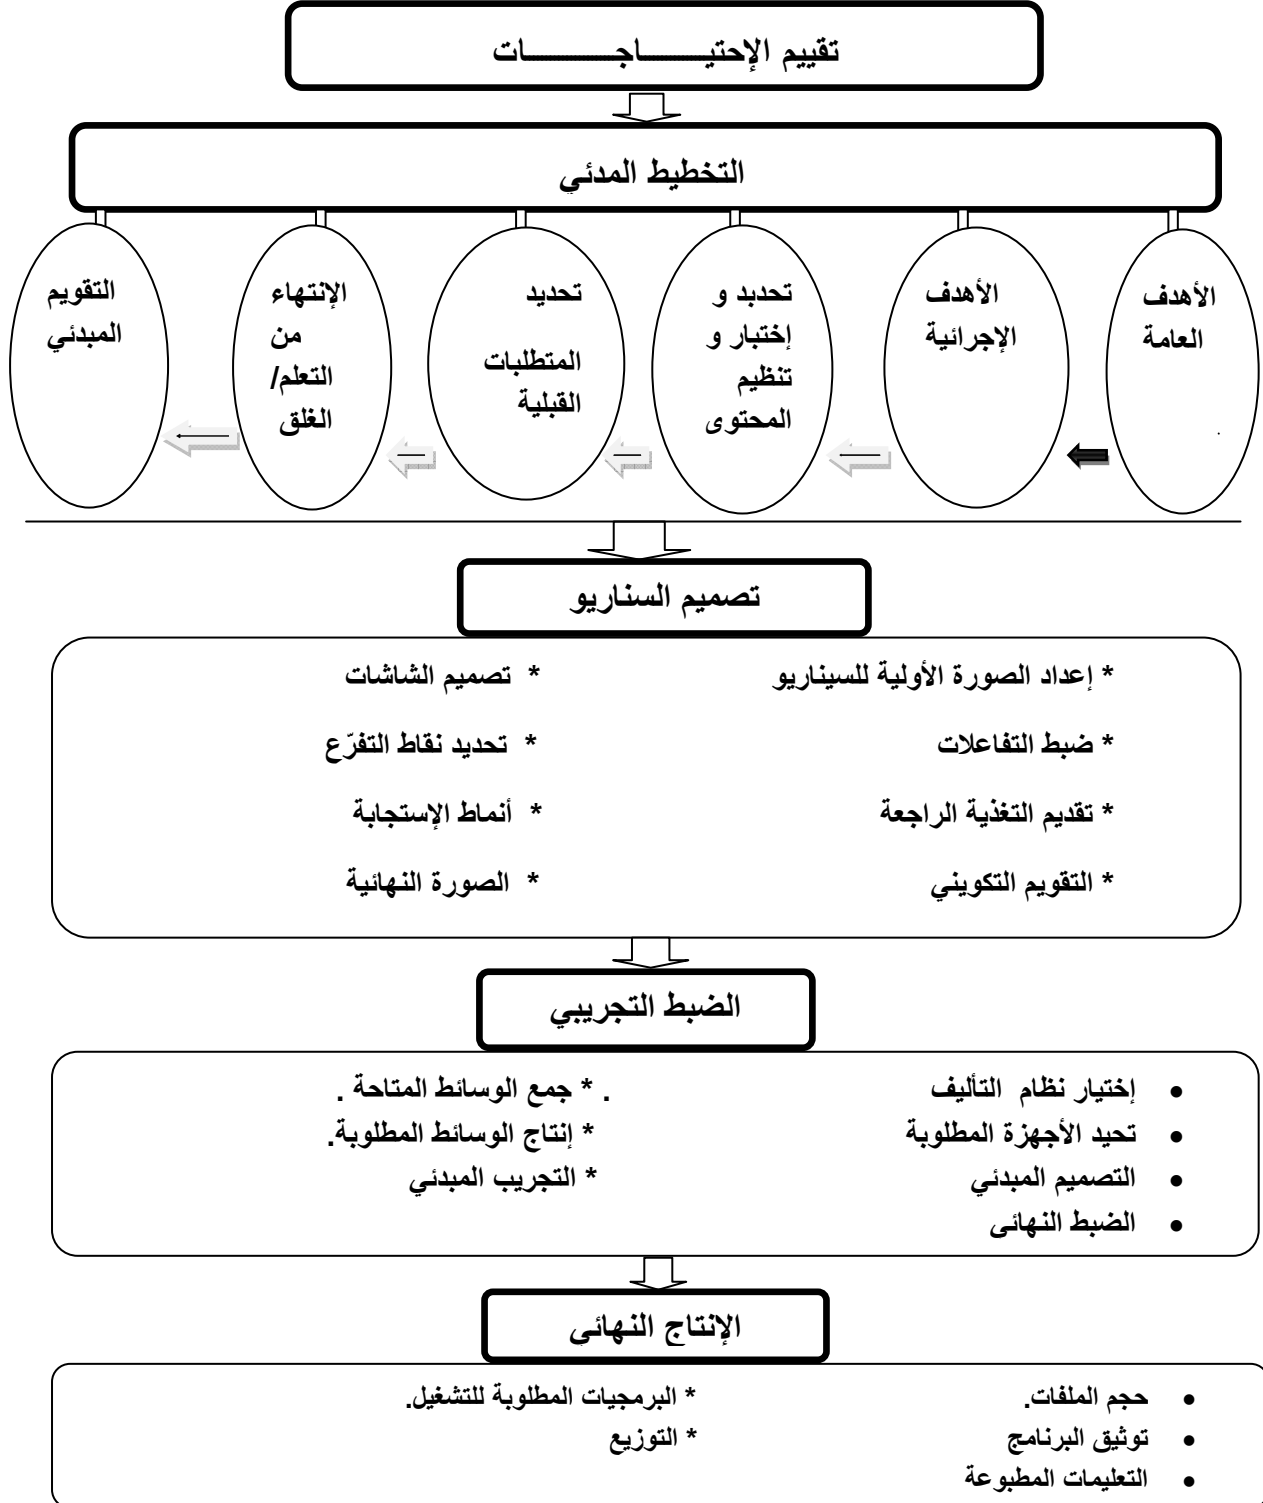 تقييم الإحتيـــــــاجـــــــات
التخطيط المدئي
الأهدف
العامة
.
الأهدف
الإجرائية
تحدبد و
إختبار و
تنظيم
المحتوى
تحديد
المتطلبات
القبلية
الإنتهاء
من
التعلم/
الغلق
التقويم
المبدئي
تصميم السناريو
* إعداد الصورة الأولية للسيناريو * تصميم الشاشات
* ضبط التفاعلات * تحديد نقاط التفرّع
* تقديم التغذية الراجعة * أنماط الإستجابة
* التقويم التكويني * الصورة النهائية
الضبط التجريبي
• إختيار نظام التأليف . * جمع الوسائط المتاحة .
• تحيد الأجهزة المطلوبة * إنتاج الوسائط المطلوبة.
• التصميم المبدئي * التجريب المبدئي
• الضبط النهائى
الإنتاج النهائي
• حجم الملفات. * البرمجيات المطلوبة للتشغيل.
• توثيق البرنامج * التوزيع
• التعليمات المطبوعة